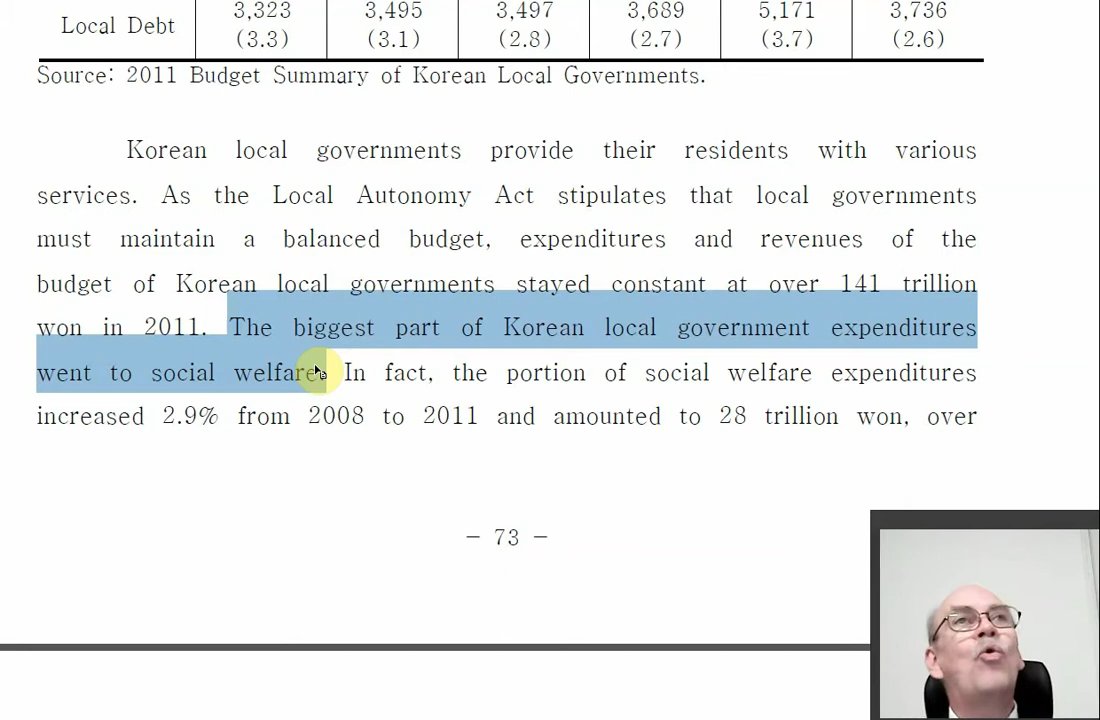 3,323 3,495 3,497 3,689 5,171 3,736
Local Debt
(3.3) (3.1) (2.8) (2.7) (3.7) (2.6)
Source: 2011 Budget Summary of Korean Local Governments.
Korean local governments provide their residents with various
services. As the Local Autonomy Act stipulates that local governments
must maintain a balanced budget, expenditures and revenues of the
budget of Korean local governments stayed constant at over 141 trillion
won in 2011. The biggest part of Korean local government expenditures
went to social welfare. In fact, the portion of social welfare expenditures
increased 2.9% from 2008 to 2011 and amounted to 28 trillion won, over
- 73 -